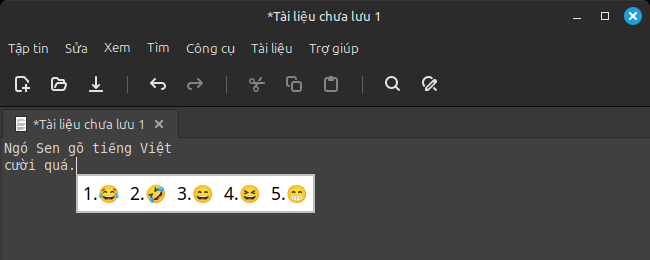 *Tài liệu chưa lưu 1
Tập tin Sửa Xem Tìm Công cụ Tài liệu Trợ giúp
*Tài liệu chưa lưu 1
Ngó Sen gõ tiếng Việt
cười quá.
1.😂 2.🤣 3.😄 4.😆 5.😁